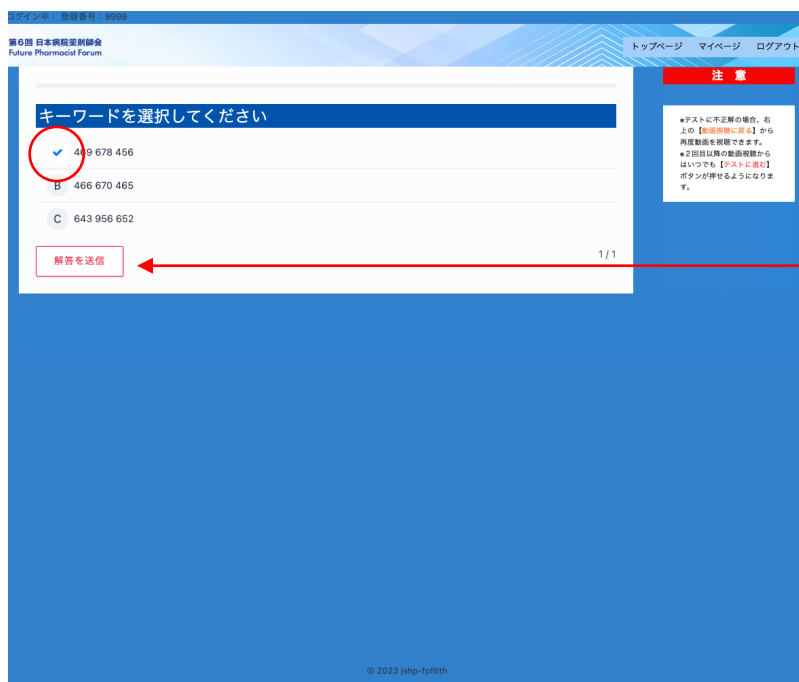 ログイン中： 登録番号：9999
第6回 日本病院薬剤師会
Future Pharmacist Forum
トップページ マイページ ログアウト
注 意
キーワードを選択してください
469 678 456
B 466 670 465
C 643 956 652
解答を送信
1 / 1
※テストに不正解の場合、右
上の【動画視聴に戻る】から
再度動画を視聴できます。
※2回目以降の動画視聴から
はいつでも【テストに進む】
ボタンが押せるようになりま
す。
© 2023 jshp-fpf6th